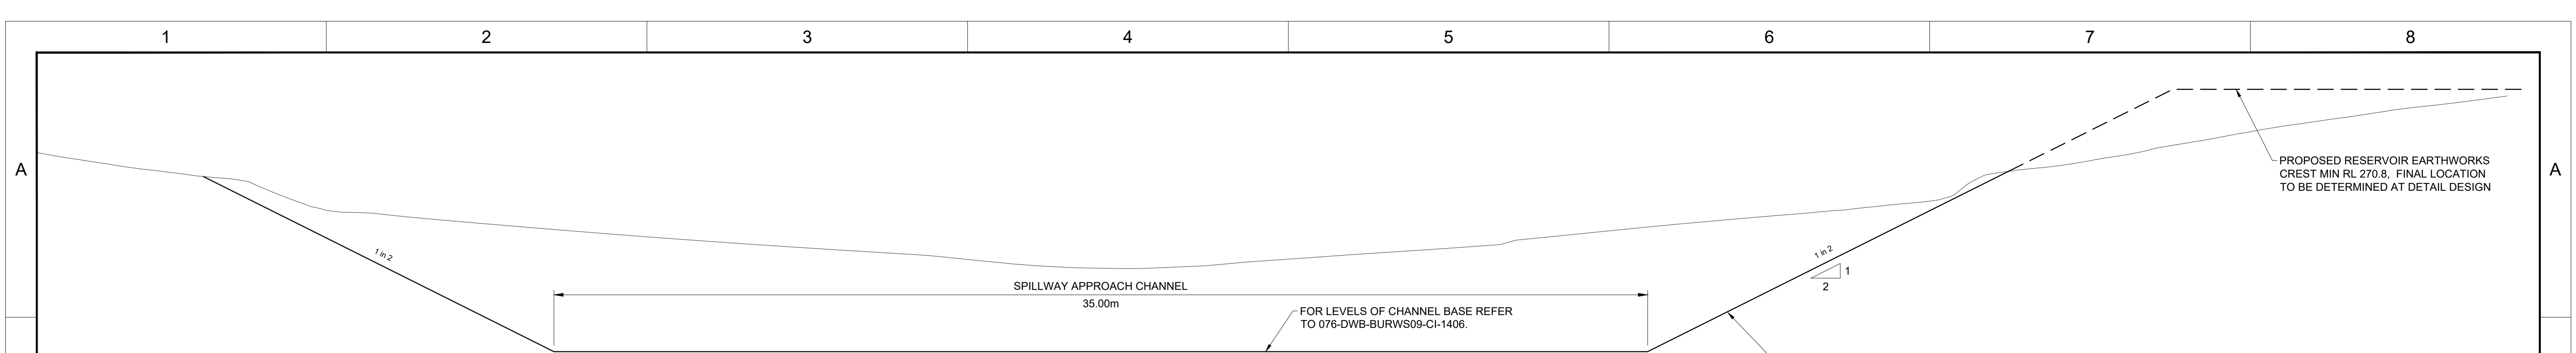 1 2 3 4 5 6 7 8
A A
PROPOSED RESERVOIR EARTHWORKS
CREST MIN RL 270.8, FINAL LOCATION
TO BE DETERMINED AT DETAIL DESIGN
1 in 2
1 in 2
1
2
SPILLWAY APPROACH CHANNEL
35.00m
FOR LEVELS OF CHANNEL BASE REFER
TO 076-DWB-BURWS09-CI-1406.